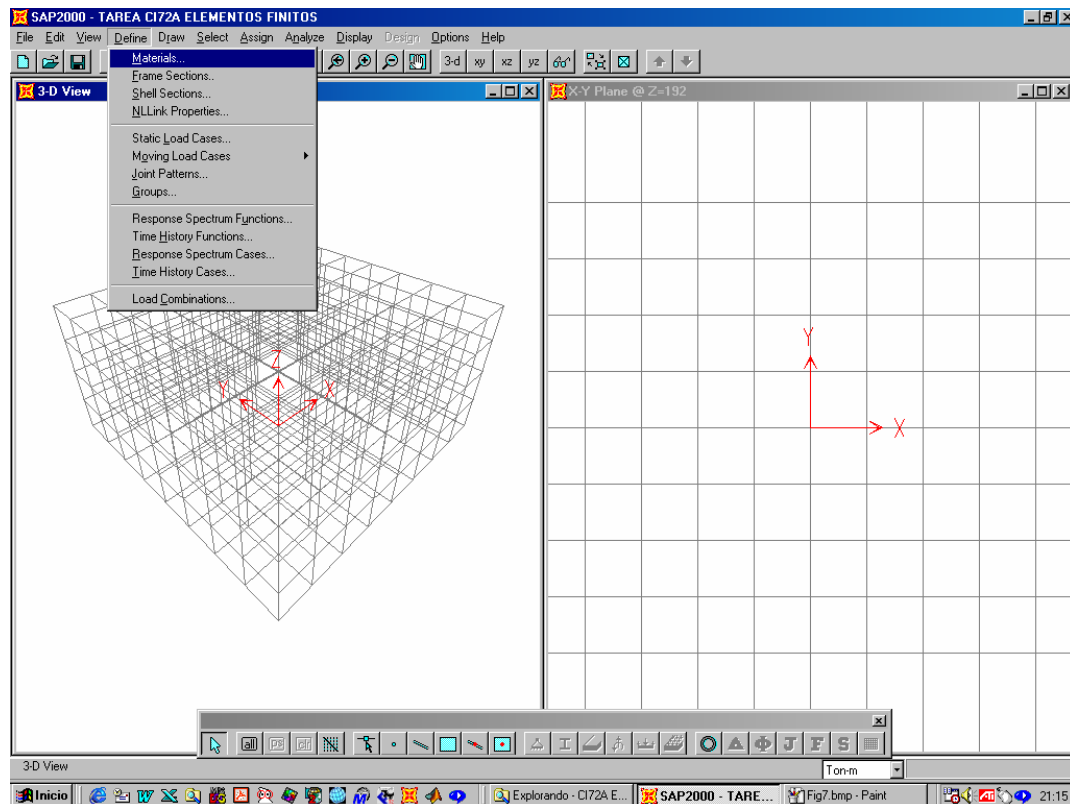 SAP2000 - TAREA CI72A ELEMENTOS FINITOS
File Edit View Define Draw Select Assign Analyze Display Design Options Help
3-d xy xz yz
Materials...
Frame Sections..
Shell Sections...
NLLink Properties...
Static Load Cases...
Moving Load Cases
Joint Patterns...
Groups...
Response Spectrum Functions...
Time History Functions...
Response Spectrum Cases...
Time History Cases...
Load Combinations...
3-D View
Z
Y
X
X-Y Plane @ Z=192
Y
X
all ps clr
J F S
3-D View
Ton-m
Inicio
Explorando - CI72A E...
SAP2000 - TARE...
Fig7.bmp - Paint
21:15